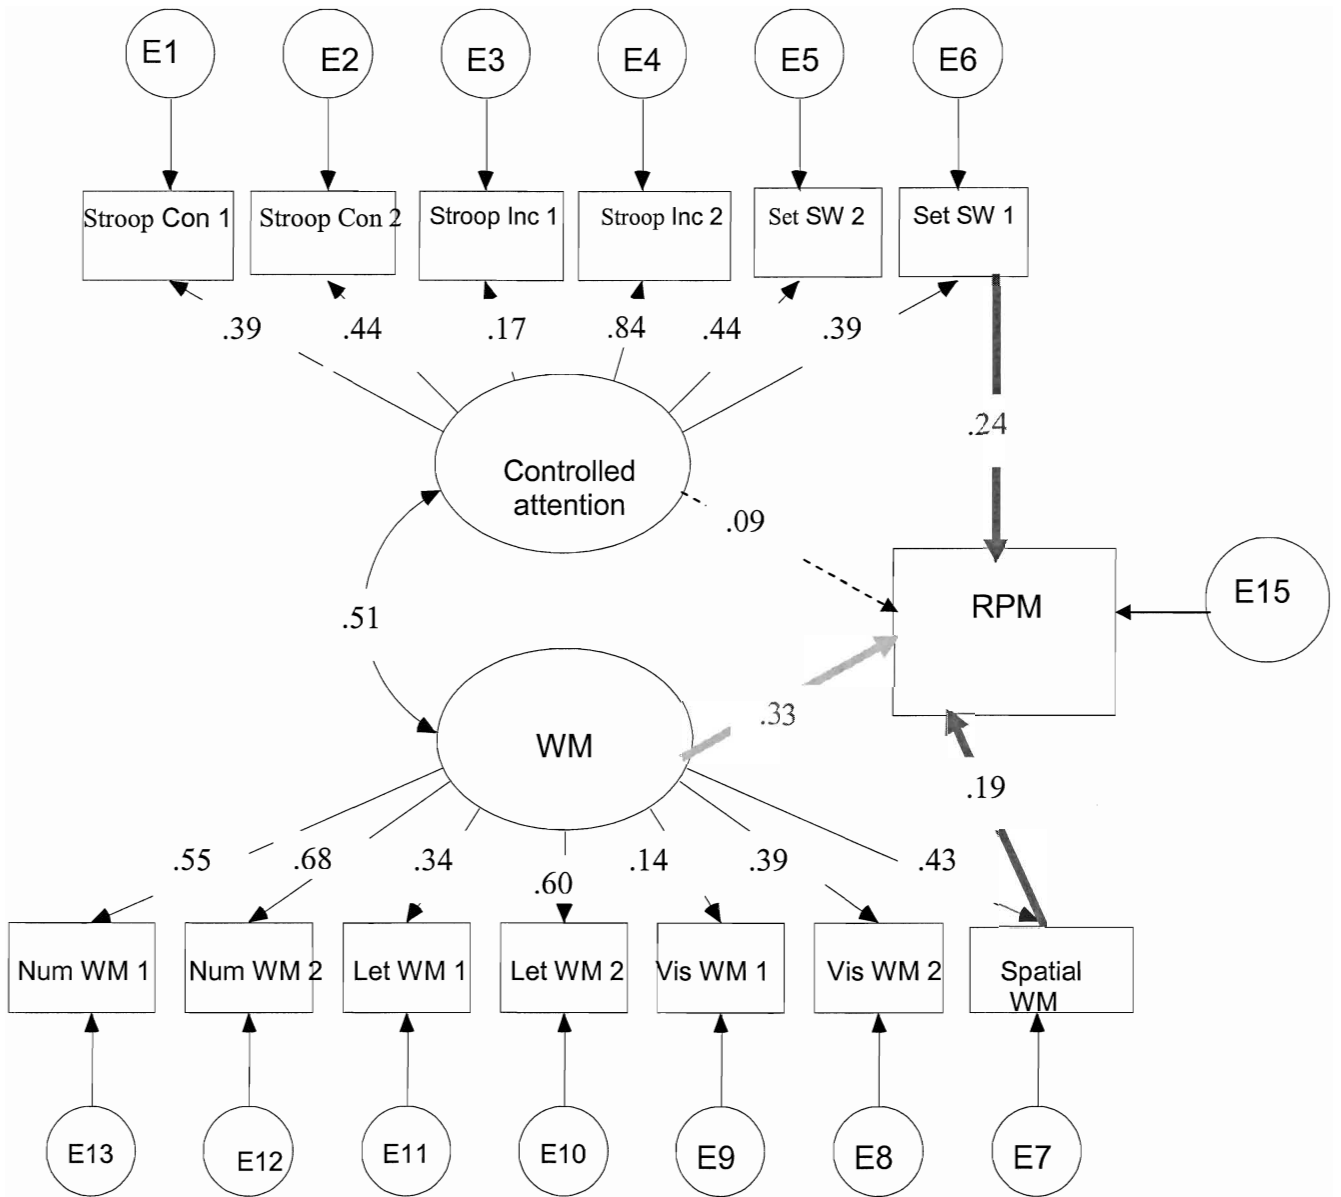 E1
E2
E3
E4
E5
E6
Stroop Con 1
Stroop Con 2
Stroop Inc 1
Stroop Inc 2
Set SW 2
Set SW 1
.39
.44
.17
.84
.44
.39
.24
Controlled
attention
.09
.51
RPM
E15
WM
.33
.19
.55
.68
.34
.60
.14
.39
.43
Num WM 1
Num WM 2
Let WM 1
Let WM 2
Vis WM 1
Vis WM 2
Spatial
WM
E13
E12
E11
E10
E9
E8
E7